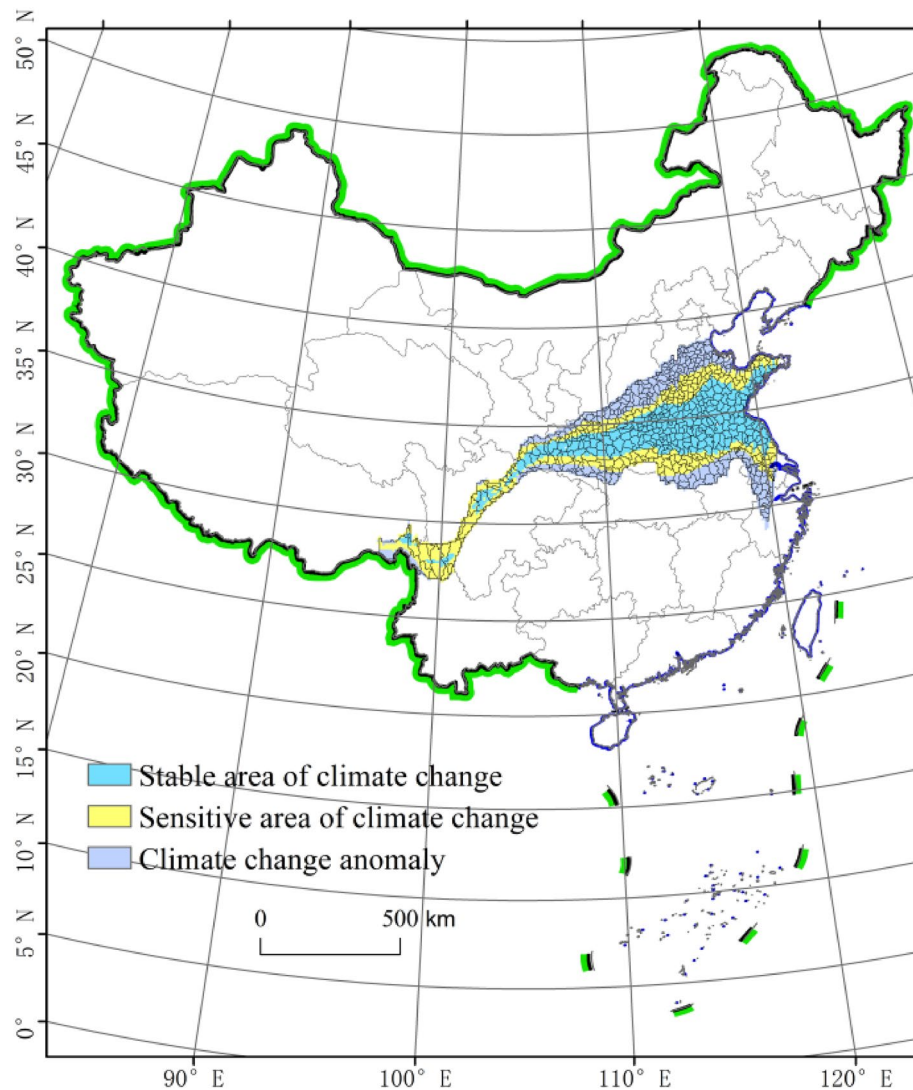 50° N
45° N
40° N
35° N
30° N
25° N
20° N
15° N
10° N
5° N
0°
Stable area of climate change
Sensitive area of climate change
Climate change anomaly
0 500 km
90° E 100° E 110° E 120° E